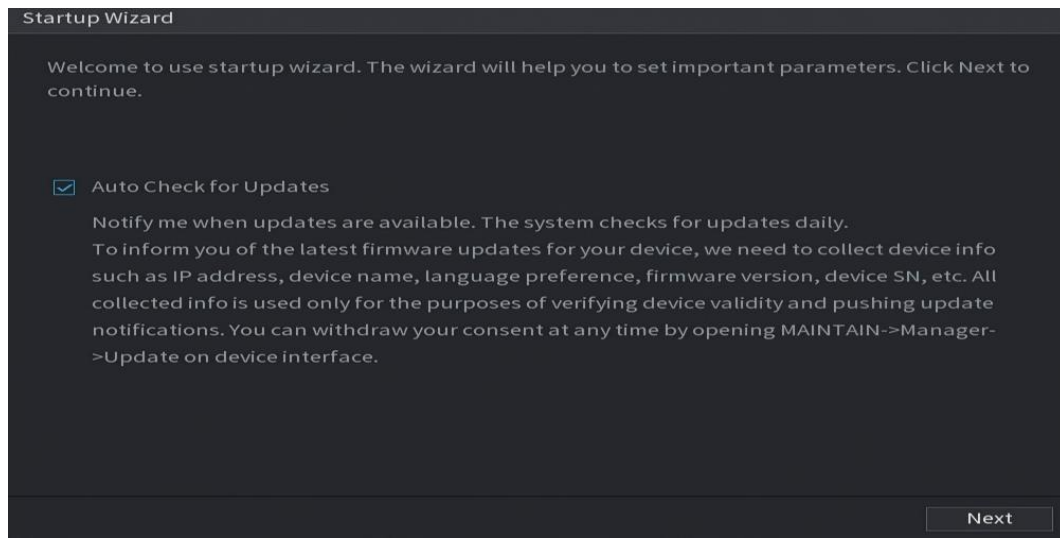 Startup Wizard
Welcome to use startup wizard. The wizard will help you to set important parameters. Click Next to
continue.
Auto Check for Updates
Notify me when updates are available. The system checks for updates daily.
To inform you of the latest firmware updates for your device, we need to collect device info
such as IP address, device name, language preference, firmware version, device SN, etc. All
collected info is used only for the purposes of verifying device validity and pushing update
notifications. You can withdraw your consent at any time by opening MAINTAIN->Manager-
>Update on device interface.
Next